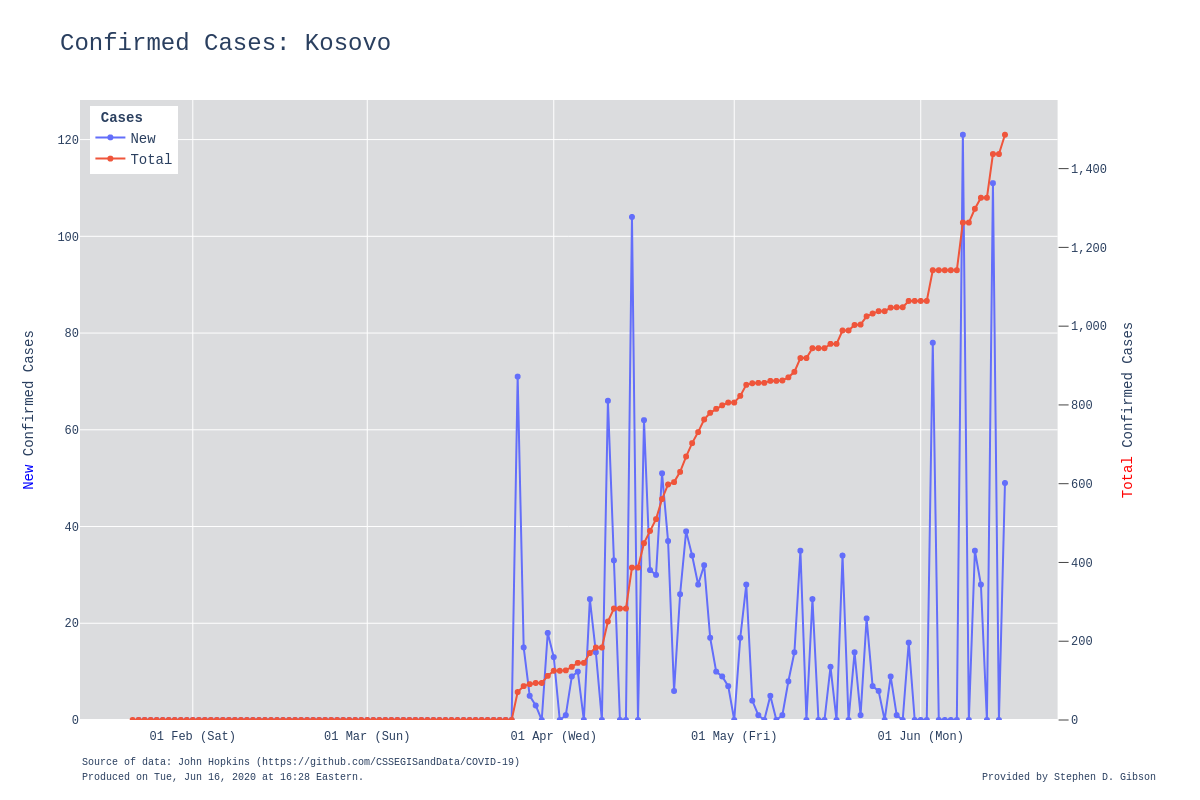 Confirmed Cases: Kosovo
Cases
New
Total
120
100
80
60
40
20
0
1,400
1,200
1,000
800
600
400
200
0
New Confirmed Cases
Total Confirmed Cases
01 Feb (Sat)
01 Mar (Sun)
01 Apr (Wed)
01 May (Fri)
01 Jun (Mon)
Source of data: John Hopkins (https://github.com/CSSEGISandData/COVID-19)
Produced on Tue, Jun 16, 2020 at 16:28 Eastern.
Provided by Stephen D. Gibson